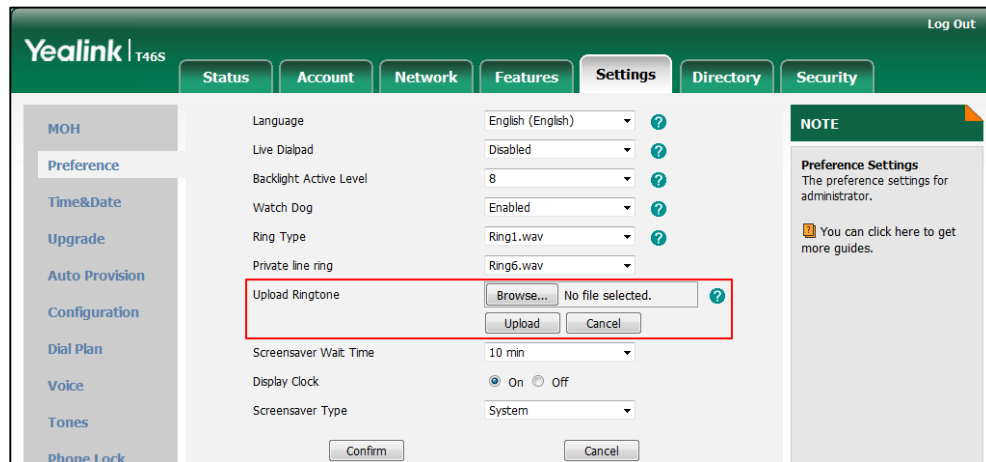 Log Out
Yealink | T46S
Status Account Network Features Settings Directory Security
MOH
Preference
Time&Date
Upgrade
Auto Provision
Configuration
Dial Plan
Voice
Tones
Phone Lock
Language English (English) ?
Live Dialpad Disabled ?
Backlight Active Level 8 ?
Watch Dog Enabled ?
Ring Type Ring1.wav ?
Private line ring Ring6.wav
Upload Ringtone Browse... No file selected. ?
Upload Cancel
Screensaver Wait Time 10 min
Display Clock On Off
Screensaver Type System
Confirm Cancel
NOTE
Preference Settings
The preference settings for
administrator.
? You can click here to get
more guides.